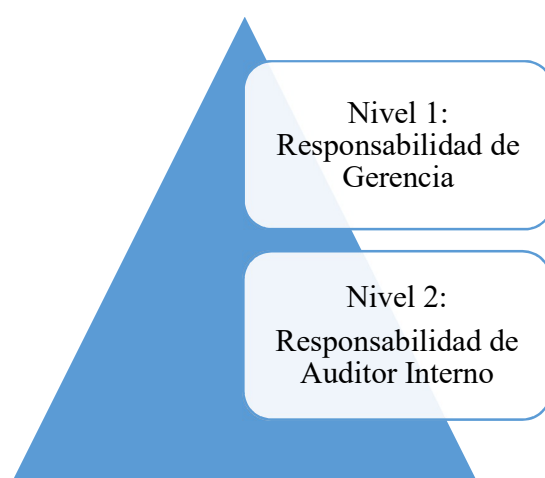 Nivel 1:
Responsabilidad de
Gerencia
Nivel 2:
Responsabilidad de
Auditor Interno